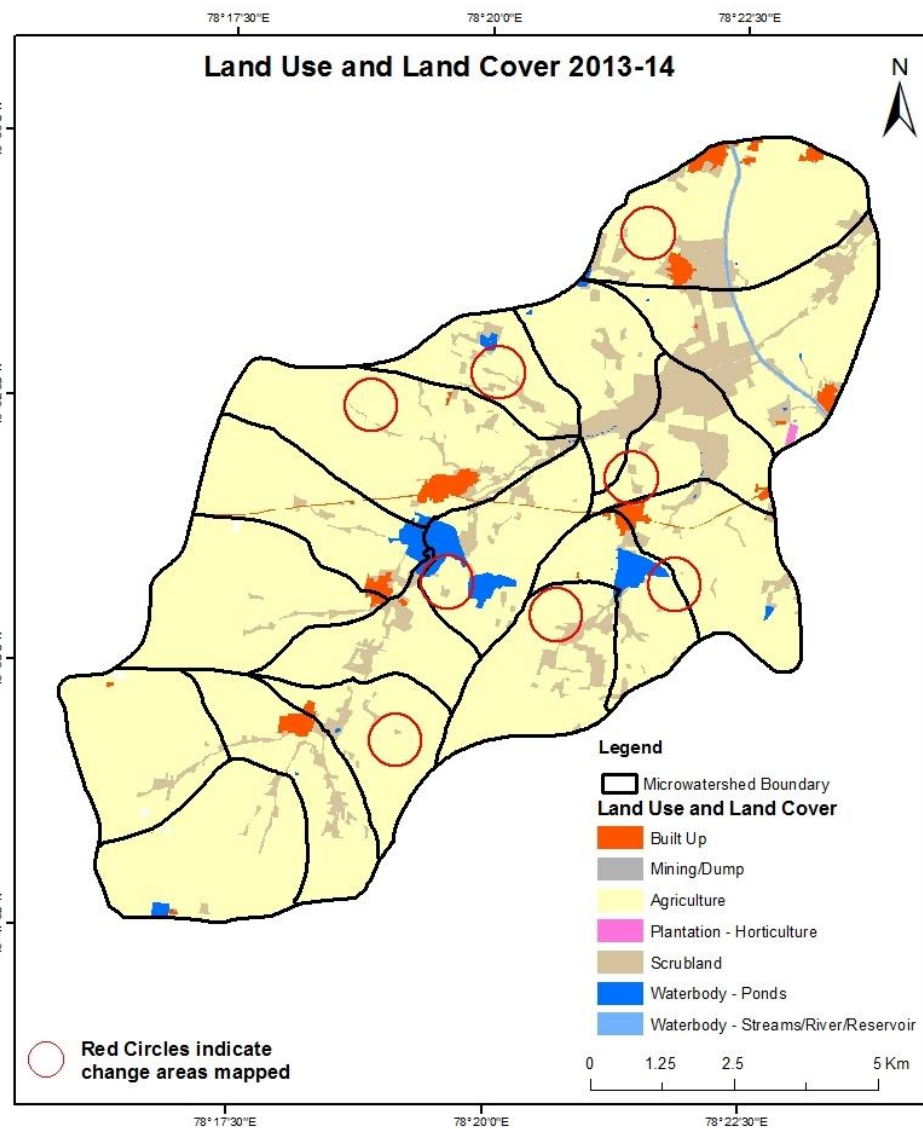 78°17'30"E 78°20'0"E 78°22'30"E
Land Use and Land Cover 2013-14
N
Legend
Microwatershed Boundary
Land Use and Land Cover
Built Up
Mining/Dump
Agriculture
Plantation - Horticulture
Scrubland
Waterbody - Ponds
Waterbody - Streams/River/Reservoir
Red Circles indicate
change areas mapped
0 1.25 2.5 5 Km
78°17'30"E 78°20'0"E 78°22'30"E